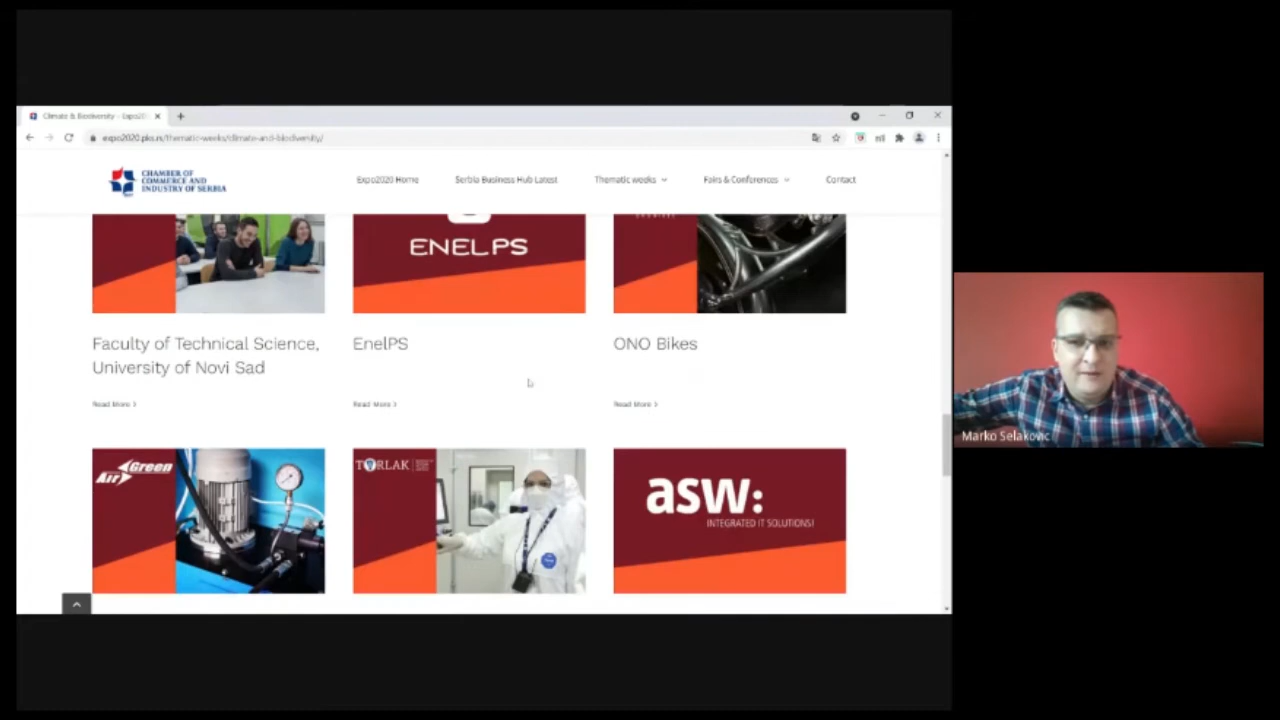 Climate & Biodiversity - Expo20
expo2020.pks.rs/thematic-weeks/climate-and-biodiversity/
CHAMBER OF
COMMERCE AND
INDUSTRY OF SERBIA
Expo2020 Home
Serbia Business Hub Latest
Thematic weeks
Fairs & Conferences
Contact
ENELPS
Faculty of Technical Science,
University of Novi Sad
EnelPS
ONO Bikes
Read More
Read More
Read More
Air Green
TORLAK
asw:
INTEGRATED IT SOLUTIONS!
Marko Selakovic